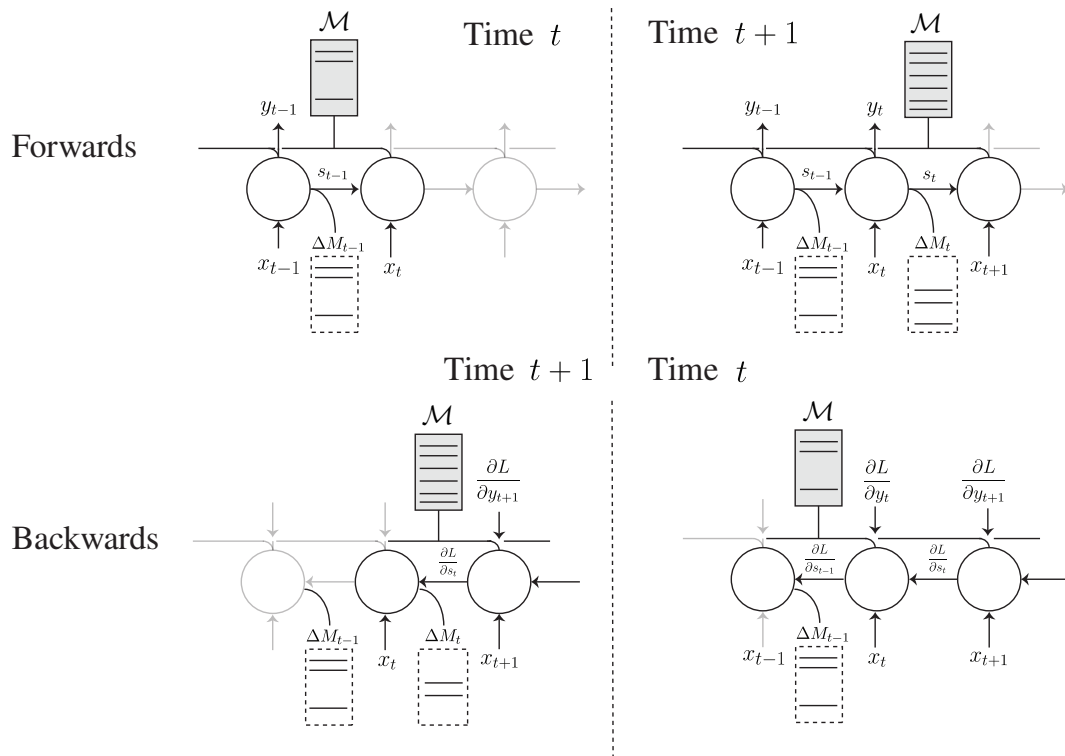 Forwards
Time t
𝓜
y_{t-1}
s_{t-1}
ΔM_{t-1}
x_{t-1}
x_t
Time t + 1
𝓜
y_{t-1}
y_t
s_{t-1}
s_t
ΔM_{t-1}
ΔM_t
x_{t-1}
x_t
x_{t+1}
Backwards
Time t + 1
𝓜
∂L/∂y_{t+1}
∂L/∂s_t
ΔM_{t-1}
ΔM_t
x_t
x_{t+1}
Time t
𝓜
∂L/∂y_t
∂L/∂y_{t+1}
∂L/∂s_{t-1}
∂L/∂s_t
ΔM_{t-1}
x_{t-1}
x_t
x_{t+1}